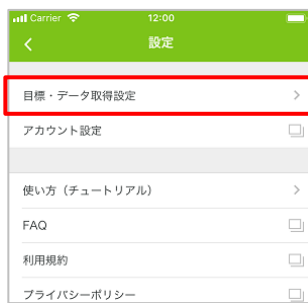 Carrier 12:00
設定
目標・データ取得設定
アカウント設定
使い方（チュートリアル）
FAQ
利用規約
プライバシーポリシー